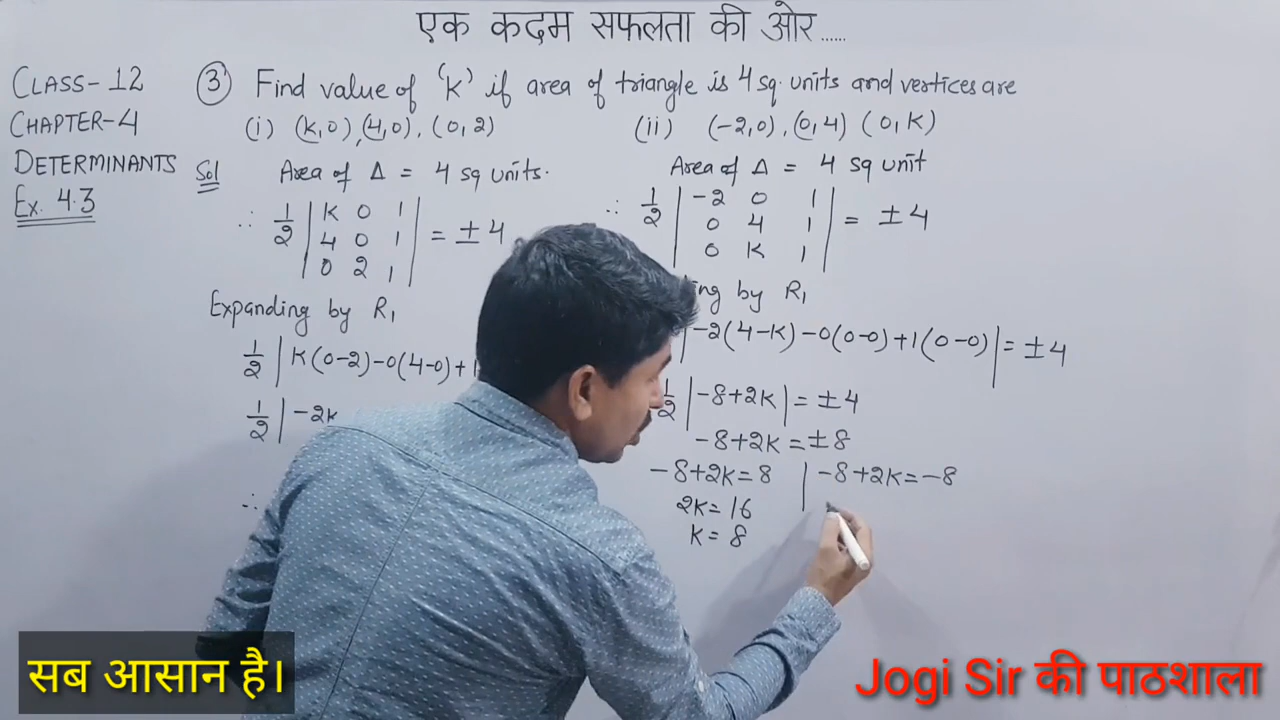 एक कदम सफलता की ओर......
CLASS-12
CHAPTER-4
DETERMINANTS
Ex. 4.3
③ Find value of 'K' if area of triangle is 4 sq. units and vertices are
(i) (K,0), (4,0), (0,2)
Sol Area of Δ = 4 sq units.
∴ 1/2 | K 0 1 | = ±4
4 0 1
0 2 1
Expanding by R₁
1/2 | K(0-2)-0(4-0)+1
1/2 | -2K
∴
(ii) (-2,0), (0,4) (0,K)
Area of Δ = 4 sq unit
∴ 1/2 | -2 0 1 | = ±4
0 4 1
0 K 1
ing by R₁
| -2(4-K)-0(0-0)+1(0-0) | = ±4
1/2 | -8+2K | = ±4
-8+2K = ±8
-8+2K = 8 | -8+2K = -8
2K = 16
K = 8
सब आसान है।
Jogi Sir की पाठशाला